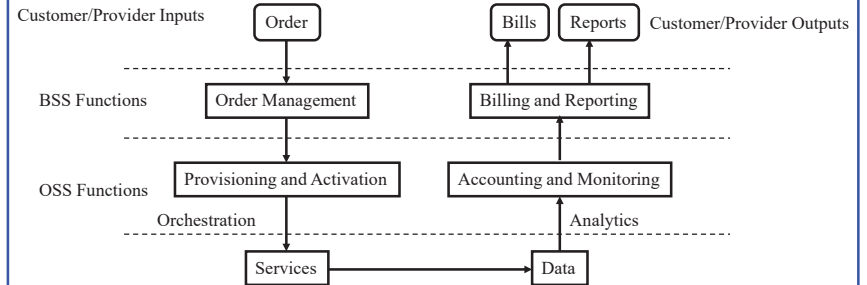 Customer/Provider Inputs
Order
Bills
Reports
Customer/Provider Outputs
BSS Functions
Order Management
Billing and Reporting
OSS Functions
Provisioning and Activation
Accounting and Monitoring
Orchestration
Analytics
Services
Data